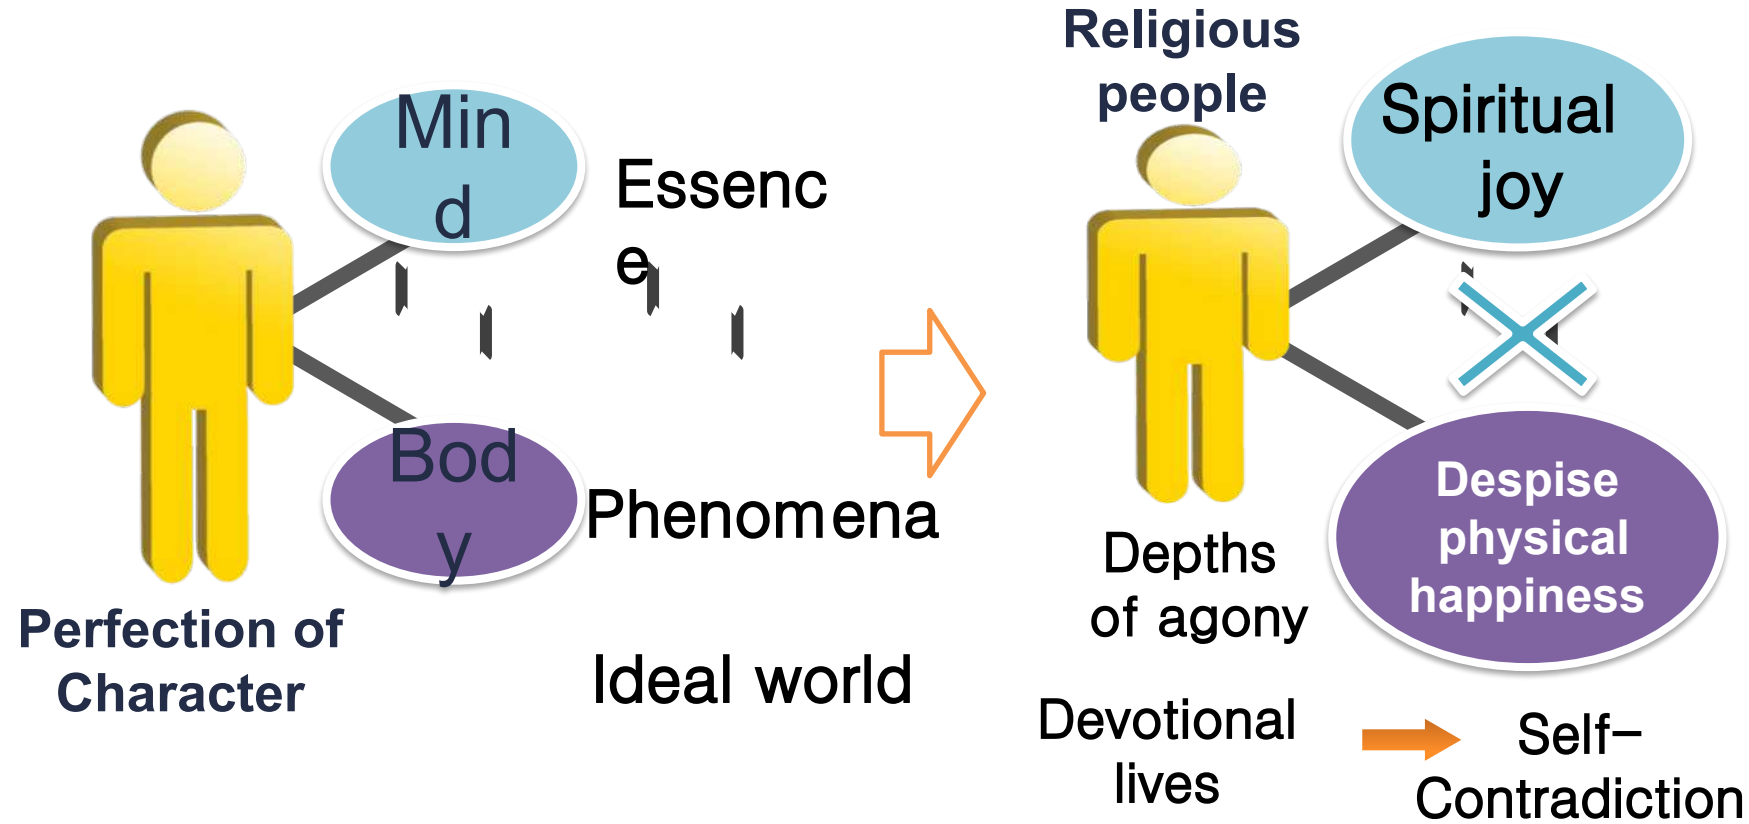 Min
d
Essenc
e
Bod
y
Phenomena
Perfection of
Character
Ideal world
Religious
people
Spiritual
joy
Despise
physical
happiness
Depths
of agony
Devotional
lives
Self-
Contradiction